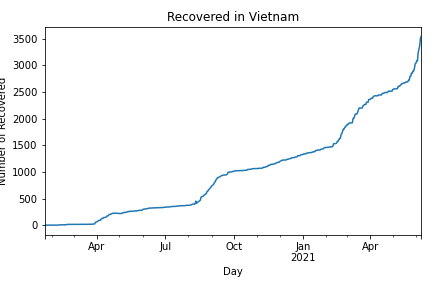 Recovered in Vietnam
Number of Recovered
3500
3000
2500
2000
1500
1000
500
0
Apr
Jul
Oct
Jan
2021
Apr
Day